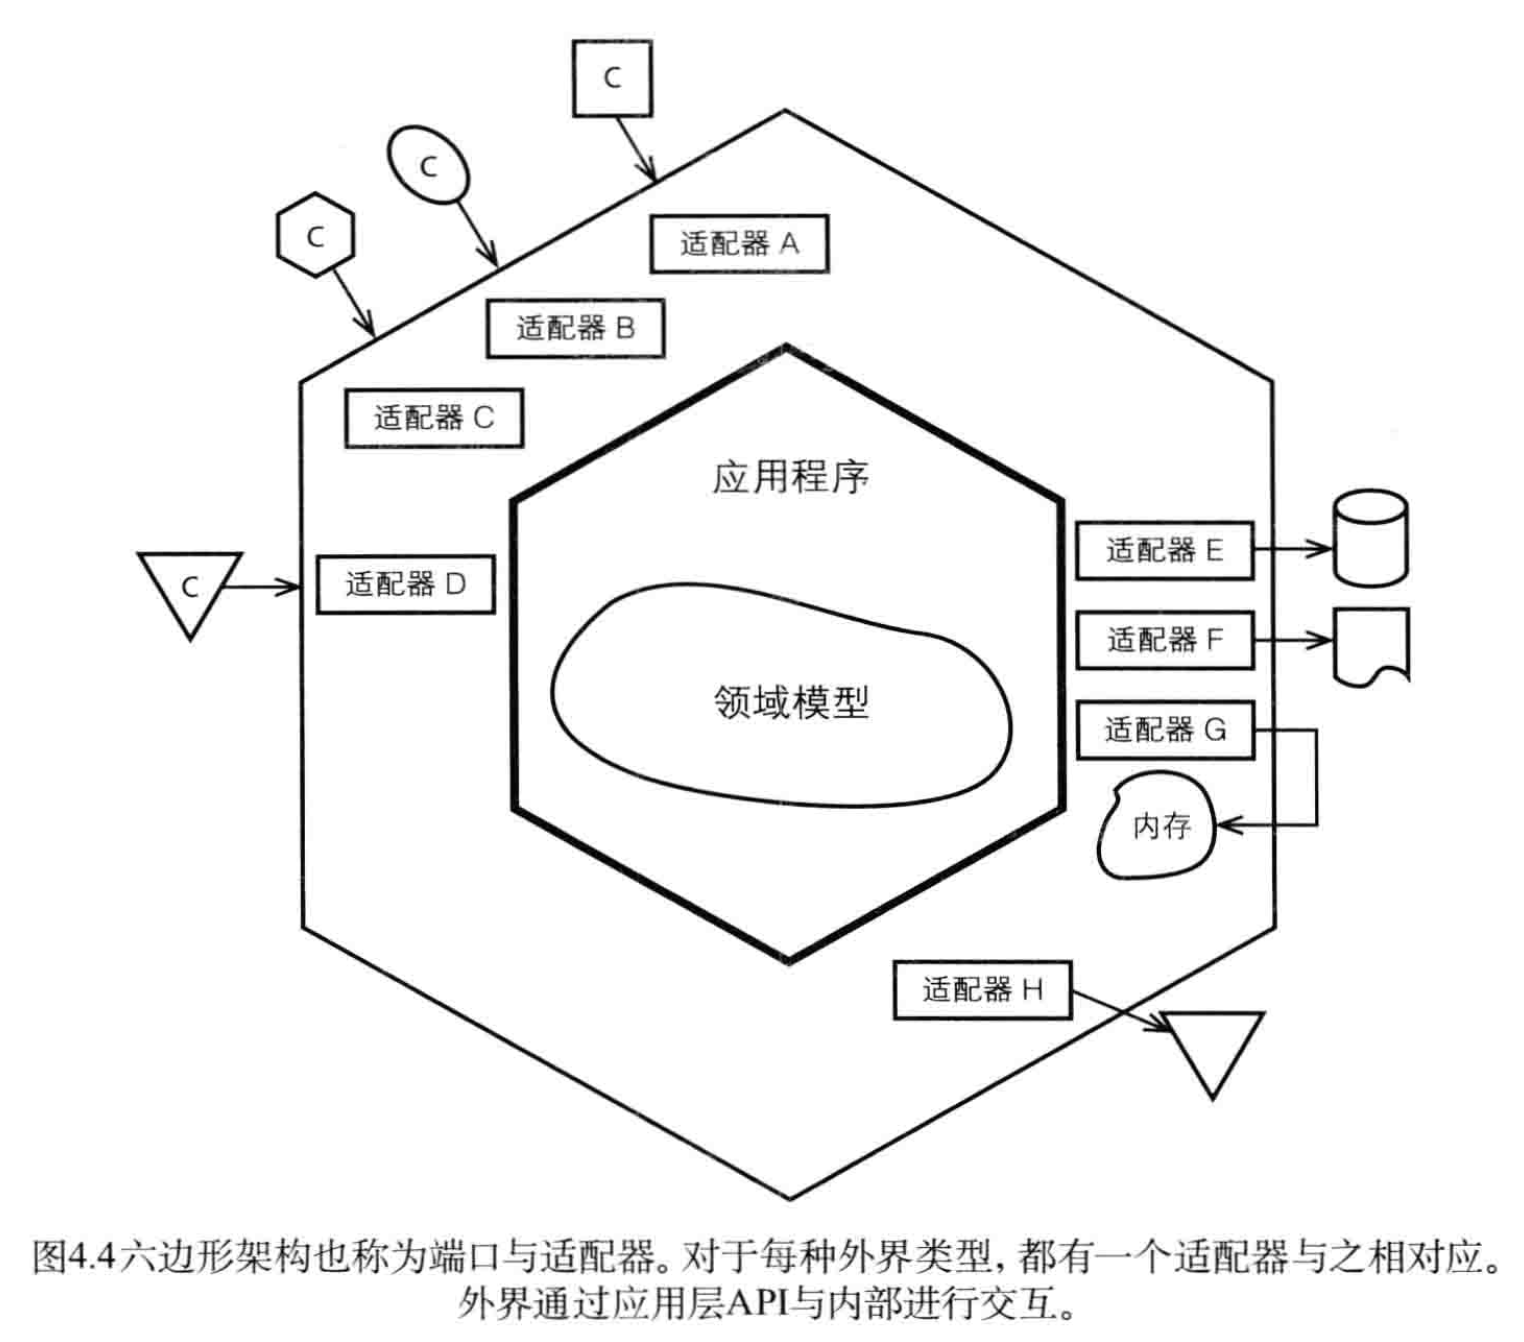 C
C
C
适配器 A
适配器 B
适配器 C
应用程序
适配器 E
C
适配器 D
适配器 F
领域模型
适配器 G
内存
适配器 H
图4.4六边形架构也称为端口与适配器。对于每种外界类型，都有一个适配器与之相对应。
外界通过应用层API与内部进行交互。